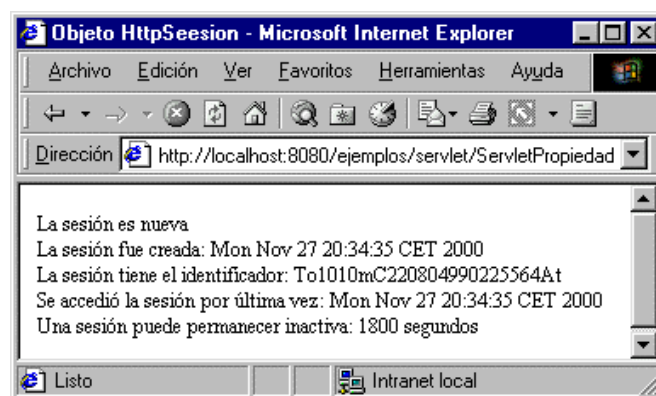 Objeto HttpSeesion - Microsoft Internet Explorer
Archivo Edición Ver Favoritos Herramientas Ayuda
Dirección http://localhost:8080/ejemplos/servlet/ServletPropiedad
La sesión es nueva
La sesión fue creada: Mon Nov 27 20:34:35 CET 2000
La sesión tiene el identificador: To1010mC220804990225564At
Se accedió la sesión por última vez: Mon Nov 27 20:34:35 CET 2000
Una sesión puede permanecer inactiva: 1800 segundos
Listo Intranet local